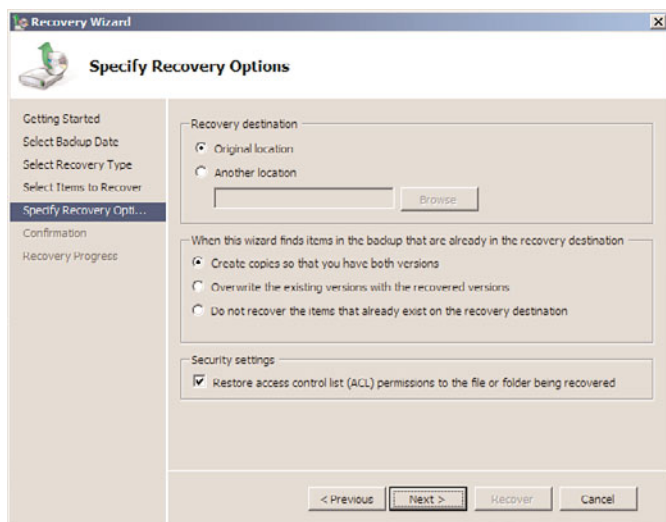 Recovery Wizard
Specify Recovery Options
Getting Started
Select Backup Date
Select Recovery Type
Select Items to Recover
Specify Recovery Opti...
Confirmation
Recovery Progress
Recovery destination
Original location
Another location
Browse
When this wizard finds items in the backup that are already in the recovery destination
Create copies so that you have both versions
Overwrite the existing versions with the recovered versions
Do not recover the items that already exist on the recovery destination
Security settings
Restore access control list (ACL) permissions to the file or folder being recovered
< Previous
Next >
Recover
Cancel